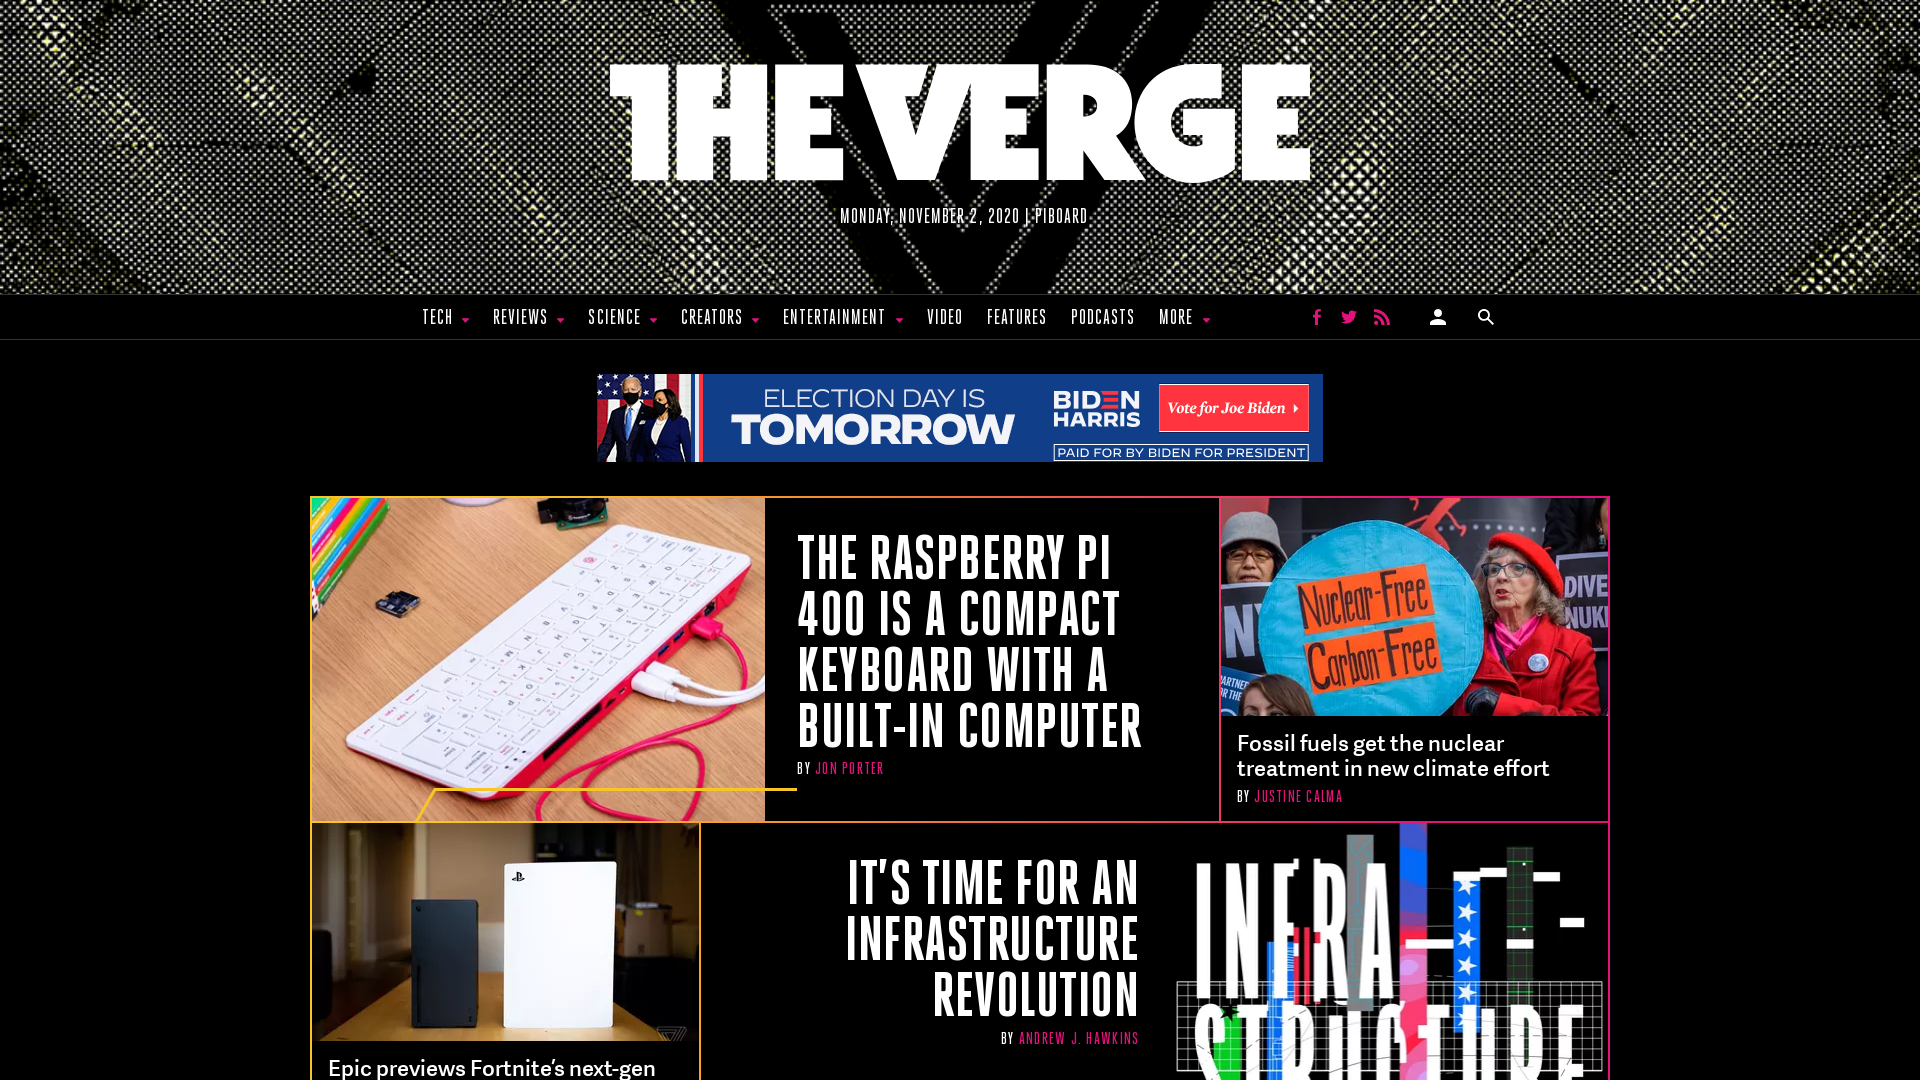 THE VERGE
MONDAY, NOVEMBER 2, 2020 | PIBOARD
TECH REVIEWS SCIENCE CREATORS ENTERTAINMENT VIDEO FEATURES PODCASTS MORE
ELECTION DAY IS
TOMORROW
BIDEN
HARRIS
Vote for Joe Biden
PAID FOR BY BIDEN FOR PRESIDENT
THE RASPBERRY PI
400 IS A COMPACT
KEYBOARD WITH A
BUILT-IN COMPUTER
BY JON PORTER
Nuclear-Free
Carbon-Free
DIVE
NUK
Fossil fuels get the nuclear
treatment in new climate effort
BY JUSTINE CALMA
Epic previews Fortnite’s next-gen
IT’S TIME FOR AN
INFRASTRUCTURE
REVOLUTION
BY ANDREW J. HAWKINS
INFRA
STRUCTURE